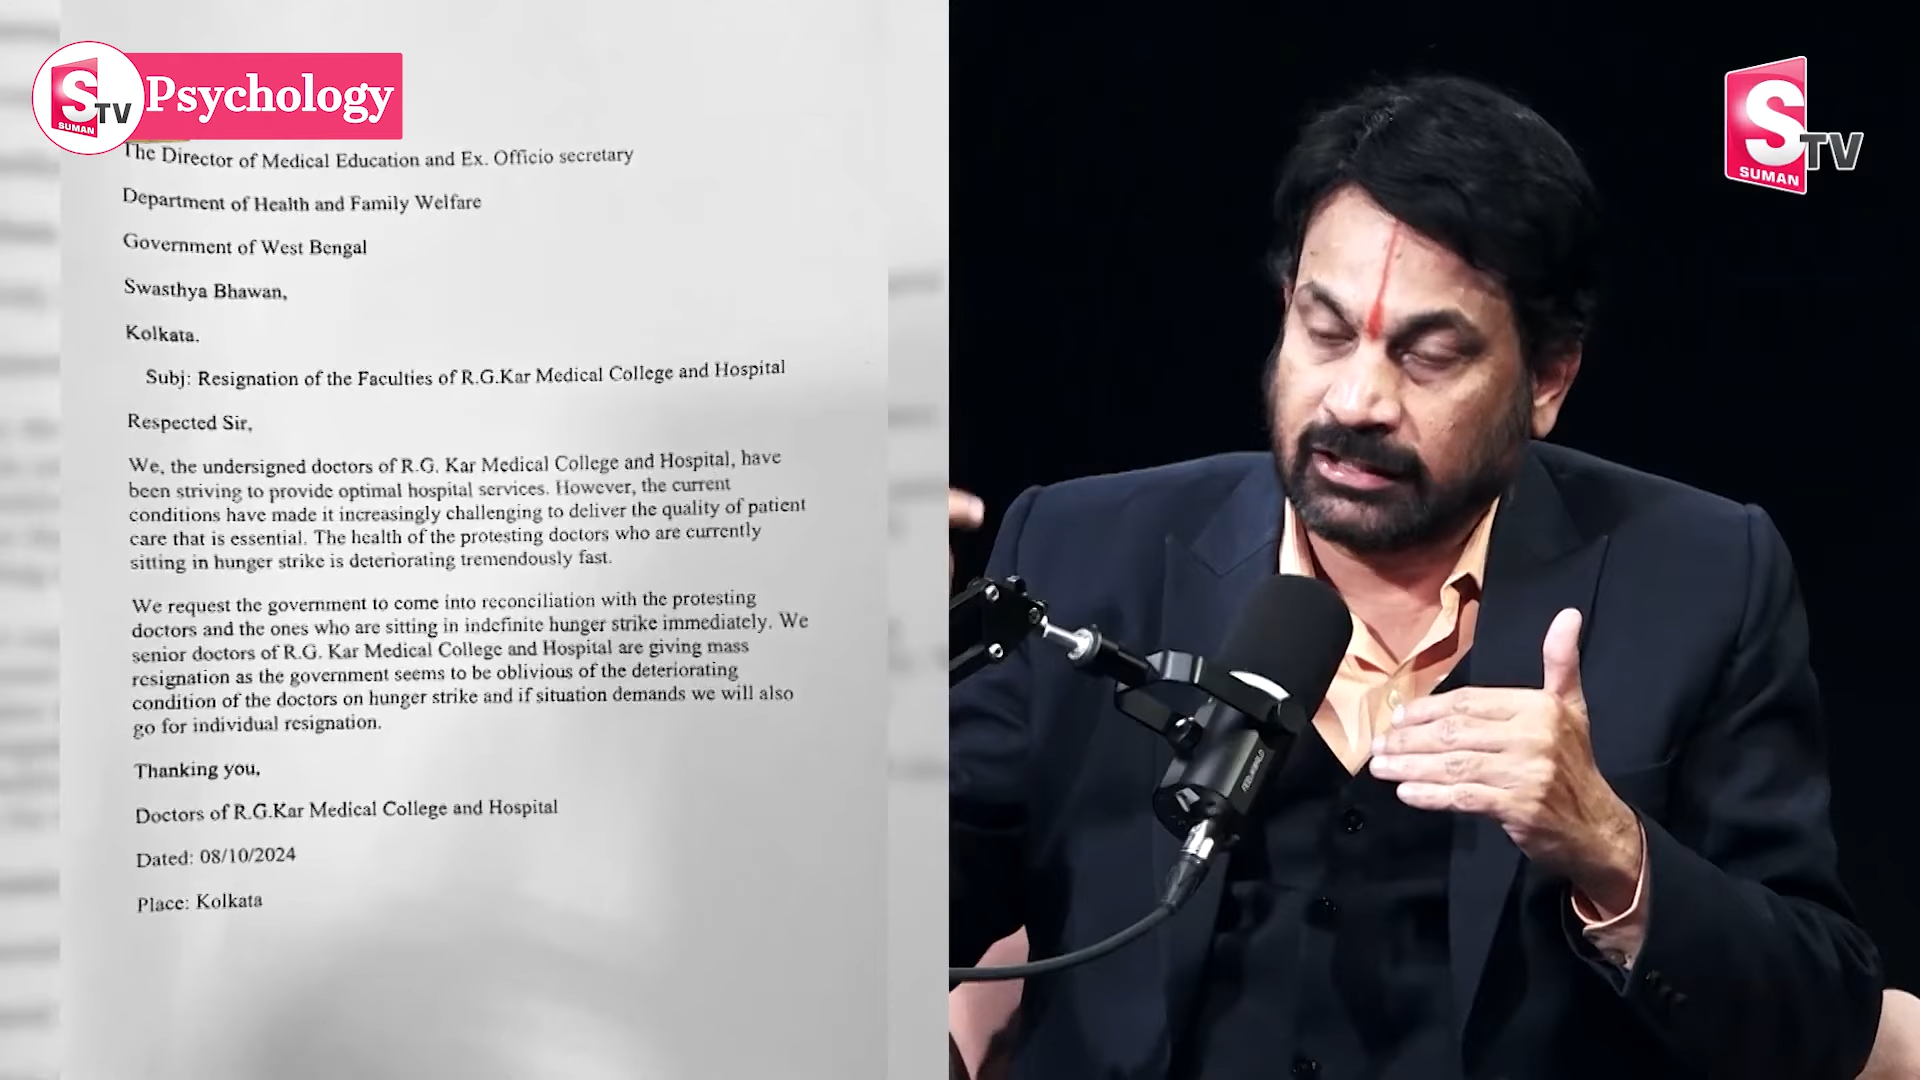 S
TV
SUMAN
Psychology
The Director of Medical Education and Ex. Officio secretary
Department of Health and Family Welfare
Government of West Bengal
Swasthya Bhawan,
Kolkata.
Subj: Resignation of the Faculties of R.G.Kar Medical College and Hospital
Respected Sir,
We, the undersigned doctors of R.G. Kar Medical College and Hospital, have
been striving to provide optimal hospital services. However, the current
conditions have made it increasingly challenging to deliver the quality of patient
care that is essential. The health of the protesting doctors who are currently
sitting in hunger strike is deteriorating tremendously fast.
We request the government to come into reconciliation with the protesting
doctors and the ones who are sitting in indefinite hunger strike immediately. We
senior doctors of R.G. Kar Medical College and Hospital are giving mass
resignation as the government seems to be oblivious of the deteriorating
condition of the doctors on hunger strike and if situation demands we will also
go for individual resignation.
Thanking you,
Doctors of R.G.Kar Medical College and Hospital
Dated: 08/10/2024
Place: Kolkata
S
TV
SUMAN
FEELWORLD